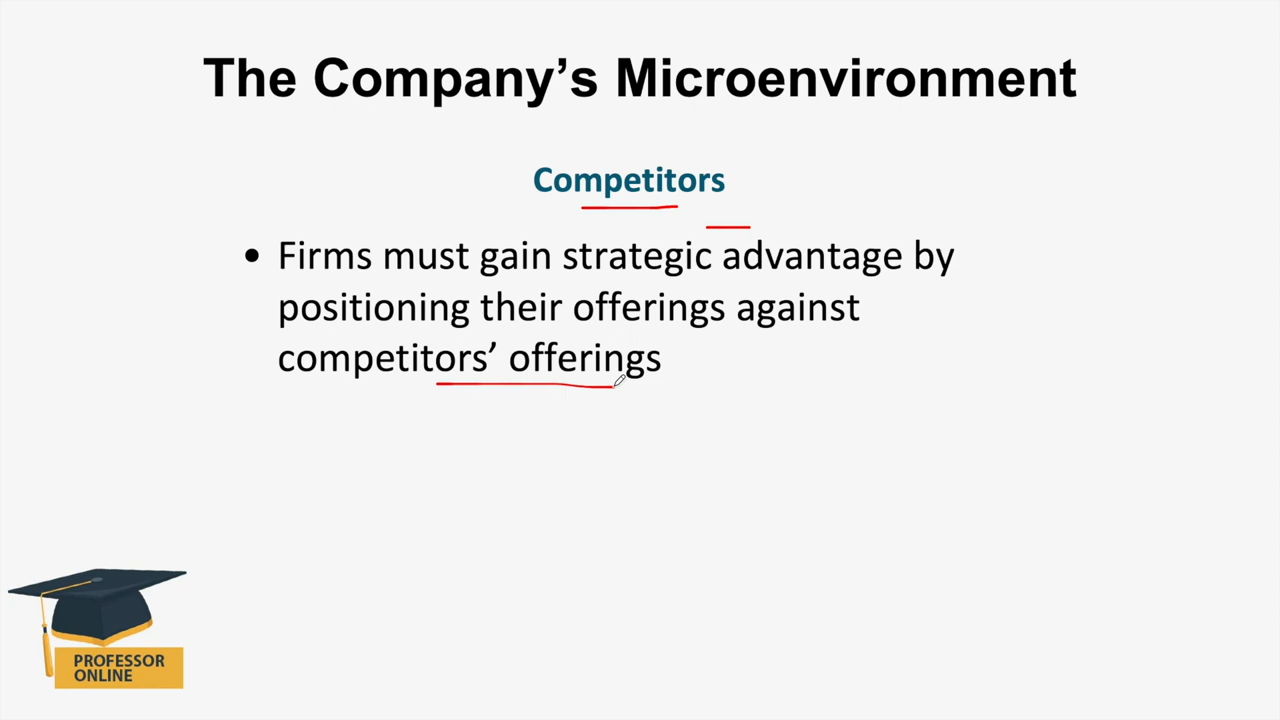 The Company’s Microenvironment
Competitors
• Firms must gain strategic advantage by
positioning their offerings against
competitors’ offerings
PROFESSOR
ONLINE